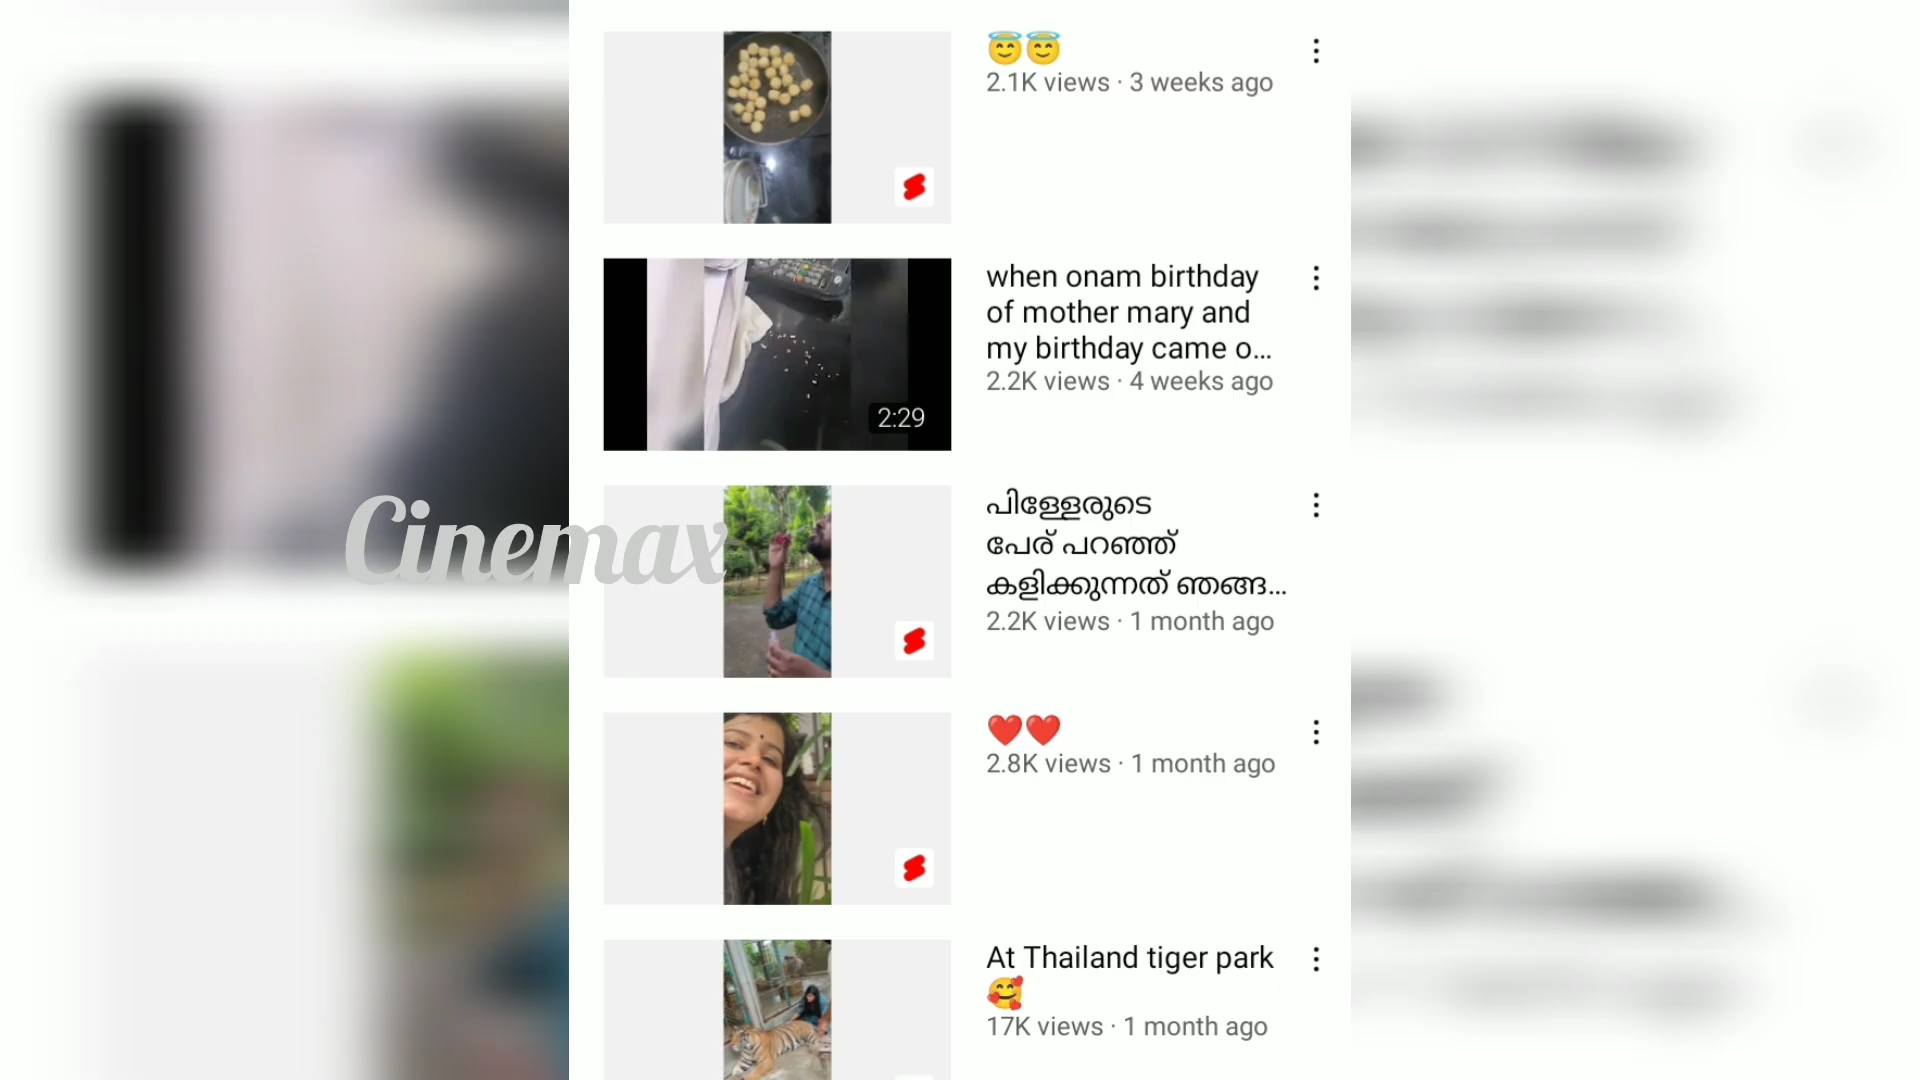 😇😇
2.1K views · 3 weeks ago
when onam birthday
of mother mary and
my birthday came o...
2.2K views · 4 weeks ago
2:29
Cinemax
പിള്ളേരുടെ
പേര് പറഞ്ഞ്
കളിക്കുന്നത് ഞങ്ങ...
2.2K views · 1 month ago
❤️❤️
2.8K views · 1 month ago
At Thailand tiger park
🥰
17K views · 1 month ago